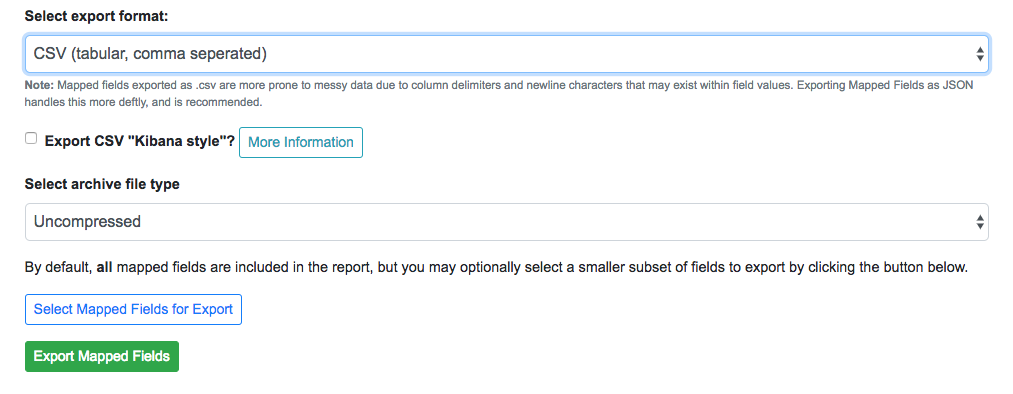 Select export format:
CSV (tabular, comma seperated)
Note: Mapped fields exported as .csv are more prone to messy data due to column delimiters and newline characters that may exist within field values. Exporting Mapped Fields as JSON
handles this more deftly, and is recommended.
Export CSV "Kibana style"? More Information
Select archive file type
Uncompressed
By default, all mapped fields are included in the report, but you may optionally select a smaller subset of fields to export by clicking the button below.
Select Mapped Fields for Export
Export Mapped Fields